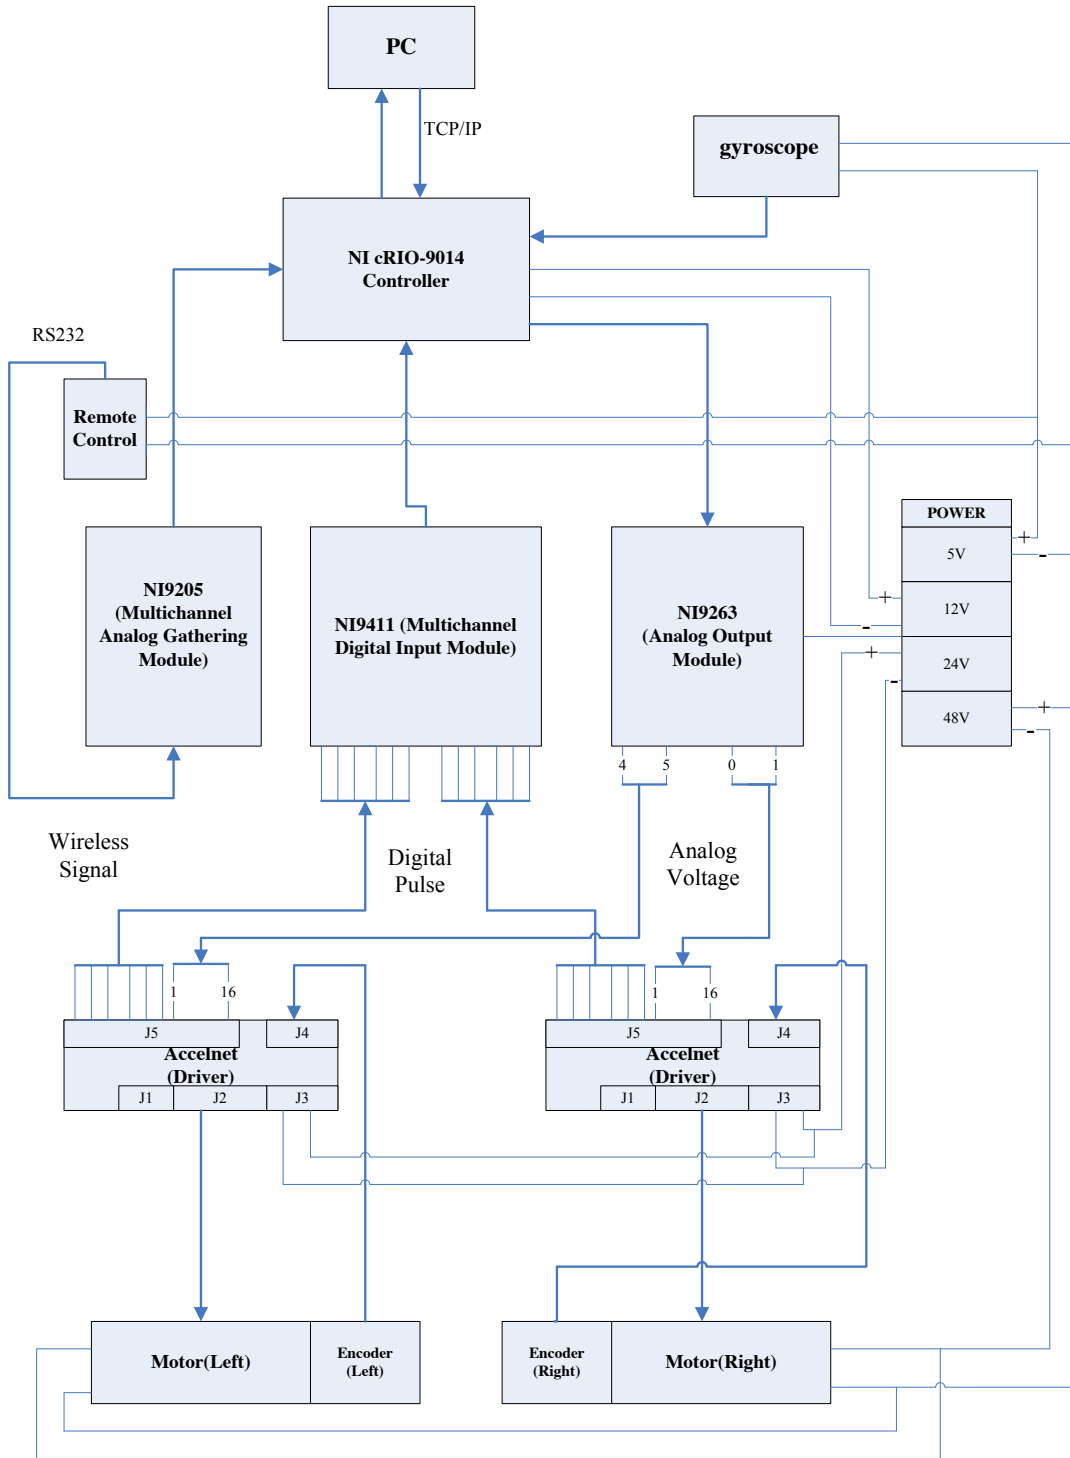 PC
TCP/IP
gyroscope
NI cRIO-9014
Controller
RS232
Remote
Control
POWER
+
5V
-
NI9205
(Multichannel
Analog Gathering
Module)
NI9411 (Multichannel
Digital Input Module)
NI9263
(Analog Output
Module)
+
12V
-
+
24V
-
48V
+
-
4
5
0
1
Wireless
Signal
Digital
Pulse
Analog
Voltage
1
16
1
16
J5
J4
Accelnet
(Driver)
J1
J2
J3
J5
J4
Accelnet
(Driver)
J1
J2
J3
Motor(Left)
Encoder
(Left)
Encoder
(Right)
Motor(Right)